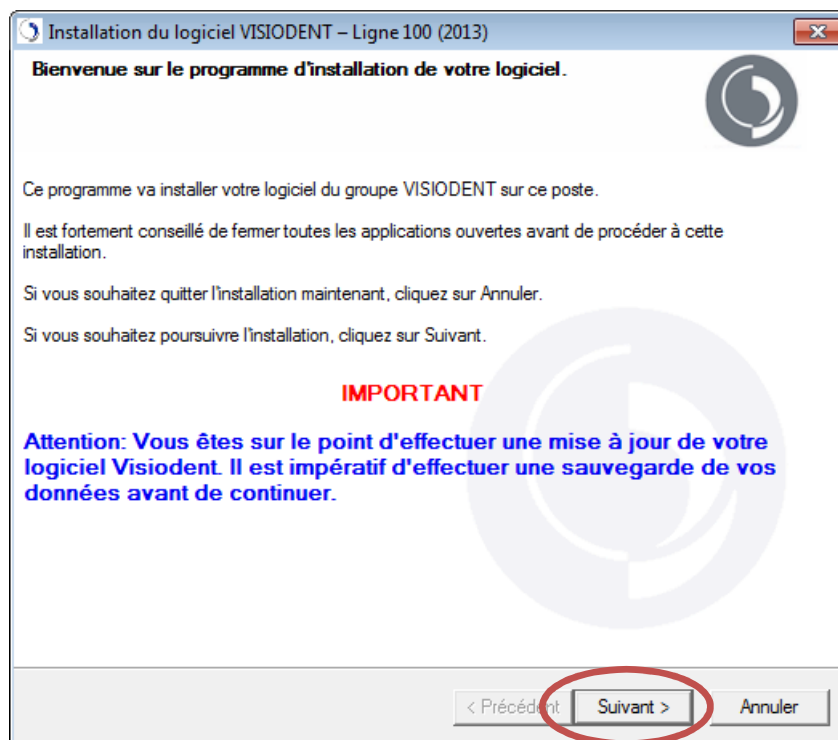 Installation du logiciel VISIODENT – Ligne 100 (2013)
Bienvenue sur le programme d'installation de votre logiciel.
Ce programme va installer votre logiciel du groupe VISIODENT sur ce poste.
Il est fortement conseillé de fermer toutes les applications ouvertes avant de procéder à cette
installation.
Si vous souhaitez quitter l'installation maintenant, cliquez sur Annuler.
Si vous souhaitez poursuivre l'installation, cliquez sur Suivant.
IMPORTANT
Attention: Vous êtes sur le point d'effectuer une mise à jour de votre
logiciel Visiodent. Il est impératif d'effectuer une sauvegarde de vos
données avant de continuer.
< Précédent Suivant > Annuler